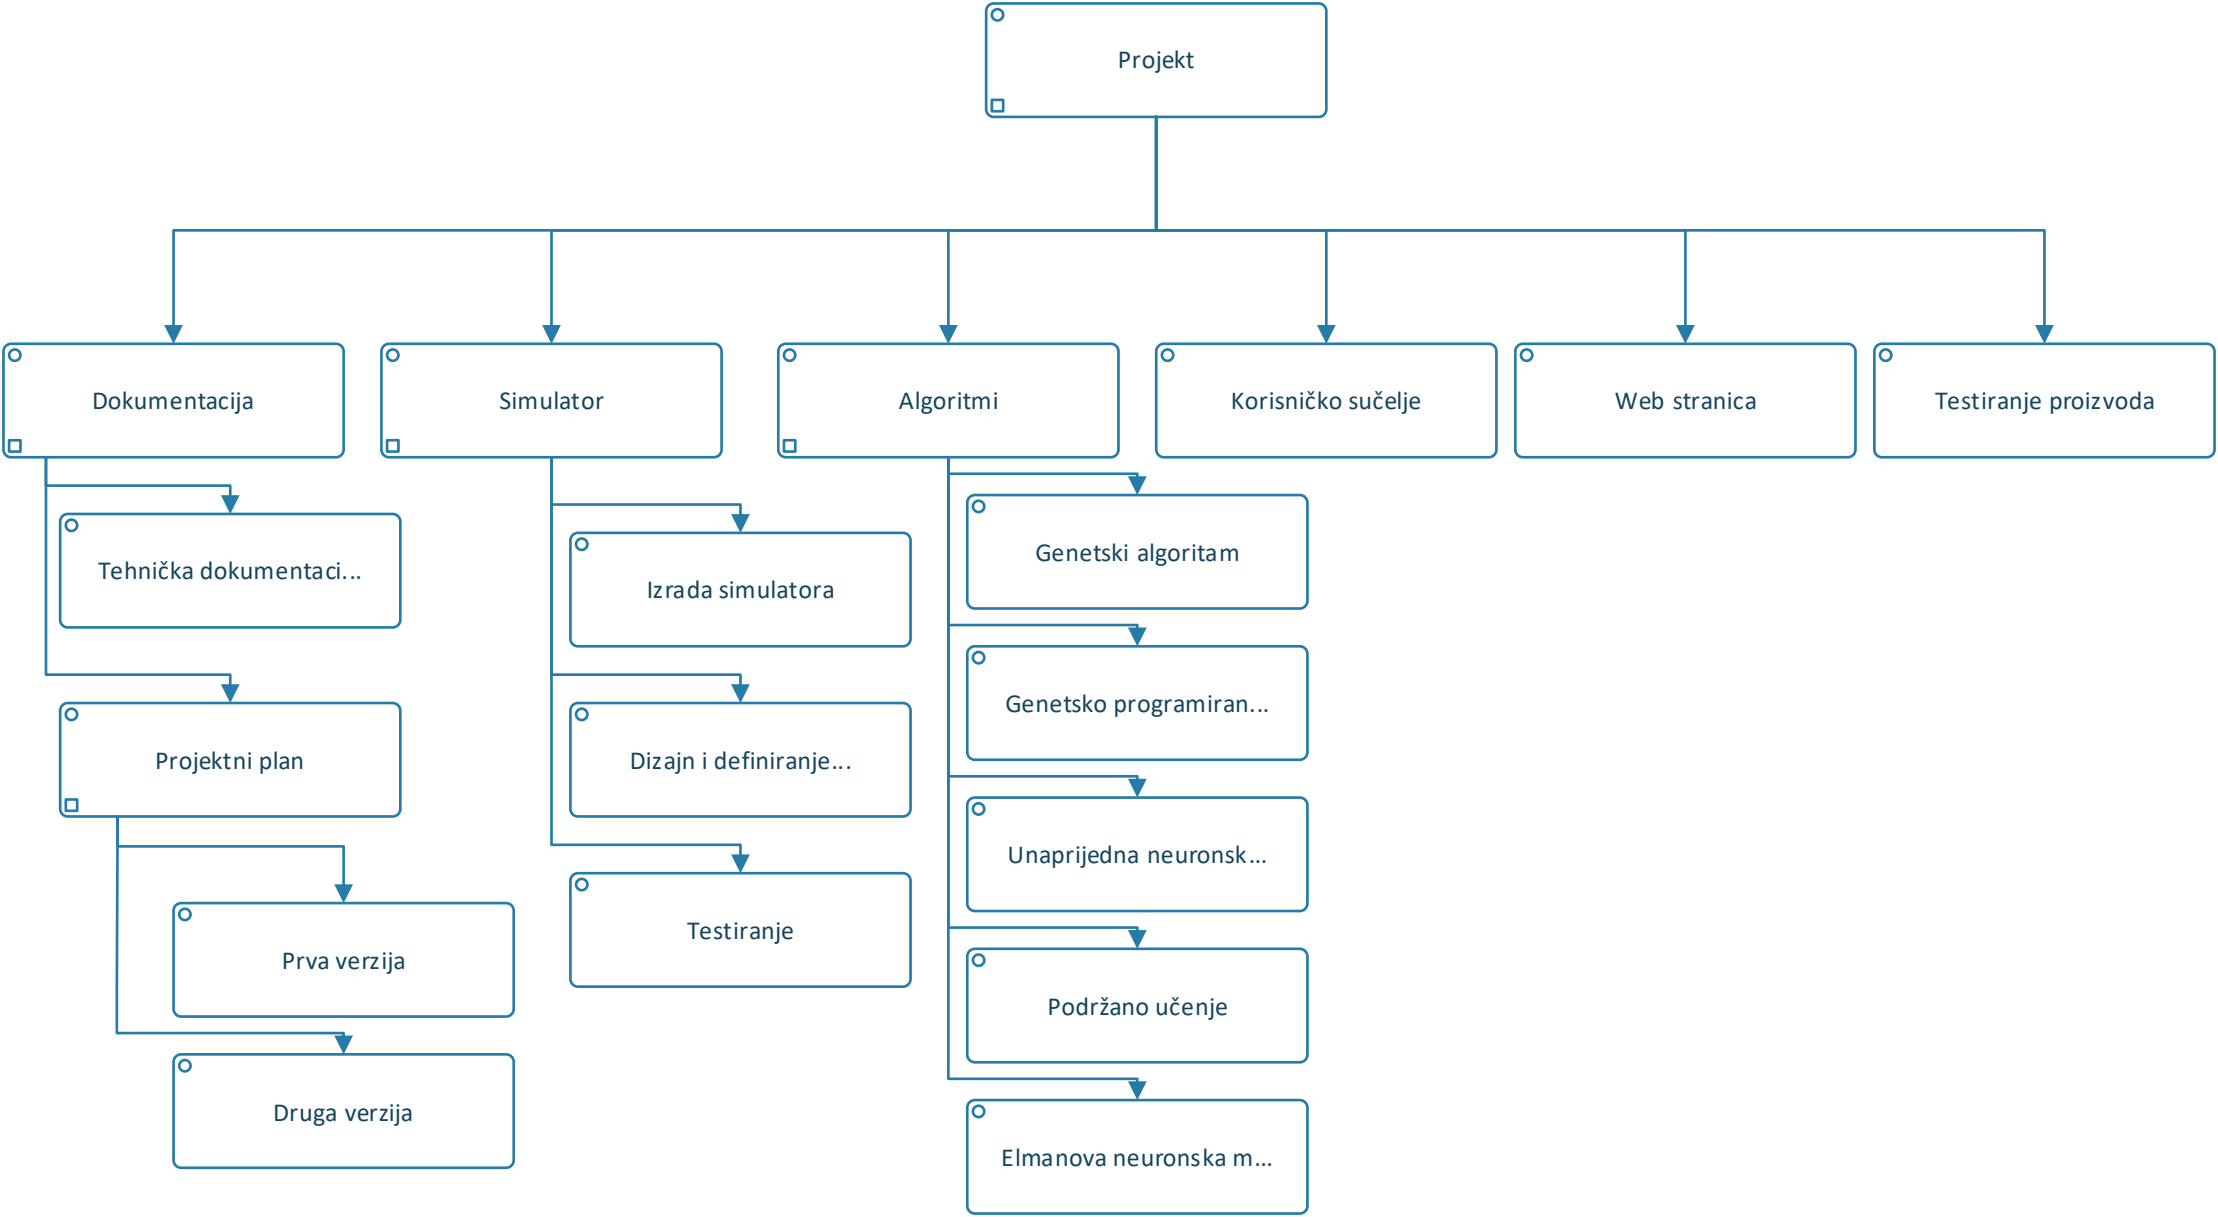 Projekt
Dokumentacija
Simulator
Algoritmi
Korisničko sučelje
Web stranica
Testiranje proizvoda
Tehnička dokumentaci...
Projektni plan
Prva verzija
Druga verzija
Izrada simulatora
Dizajn i definiranje...
Testiranje
Genetski algoritam
Genetsko programiran...
Unaprijedna neuronsk...
Podržano učenje
Elmanova neuronska m...